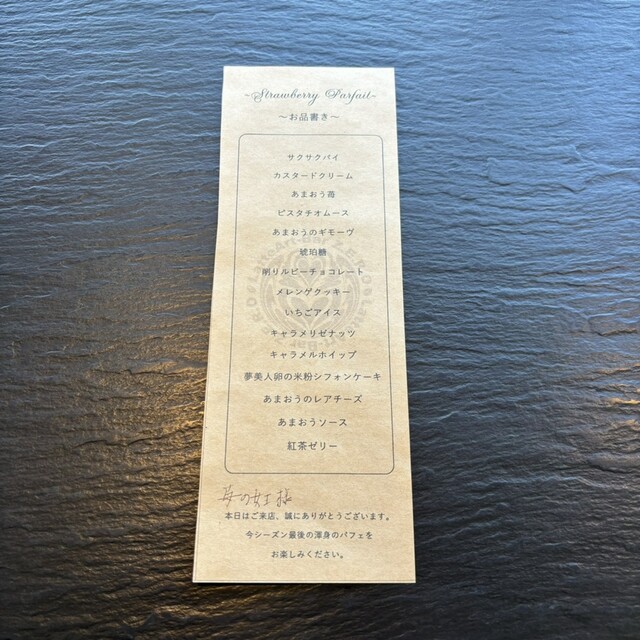 ~Strawberry Parfait~
～お品書き～
サクサクパイ
カスタードクリーム
あまおう苺
ピスタチオムース
あまおうのギモーヴ
琥珀糖
削りルビーチョコレート
メレンゲクッキー
いちごアイス
キャラメリゼナッツ
キャラメルホイップ
夢美人卵の米粉シフォンケーキ
あまおうのレアチーズ
あまおうソース
紅茶ゼリー
様
本日はご来店、誠にありがとうございます。
今シーズン最後の渾身のパフェを
お楽しみください。